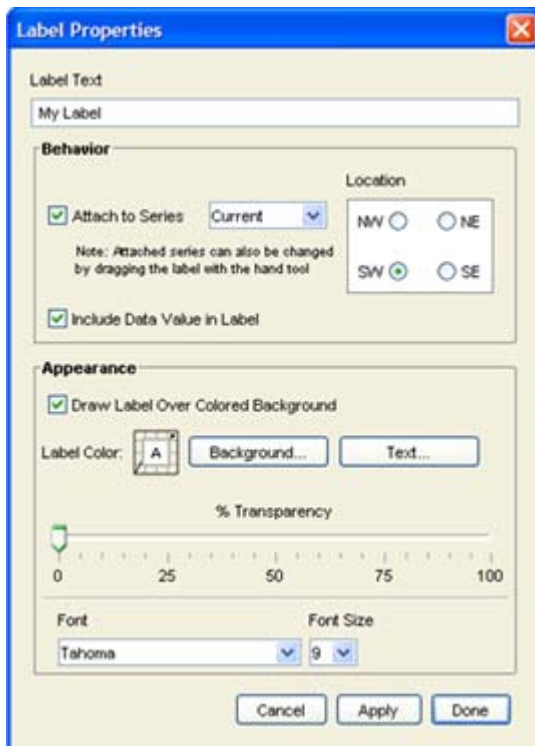 Label Properties
Label Text
My Label
Behavior
Location
Attach to Series Current
NW NE
Note: Attached series can also be changed
by dragging the label with the hand tool
SW SE
Include Data Value in Label
Appearance
Draw Label Over Colored Background
Label Color: A Background... Text...
% Transparency
0 25 50 75 100
Font Font Size
Tahoma 9
Cancel Apply Done